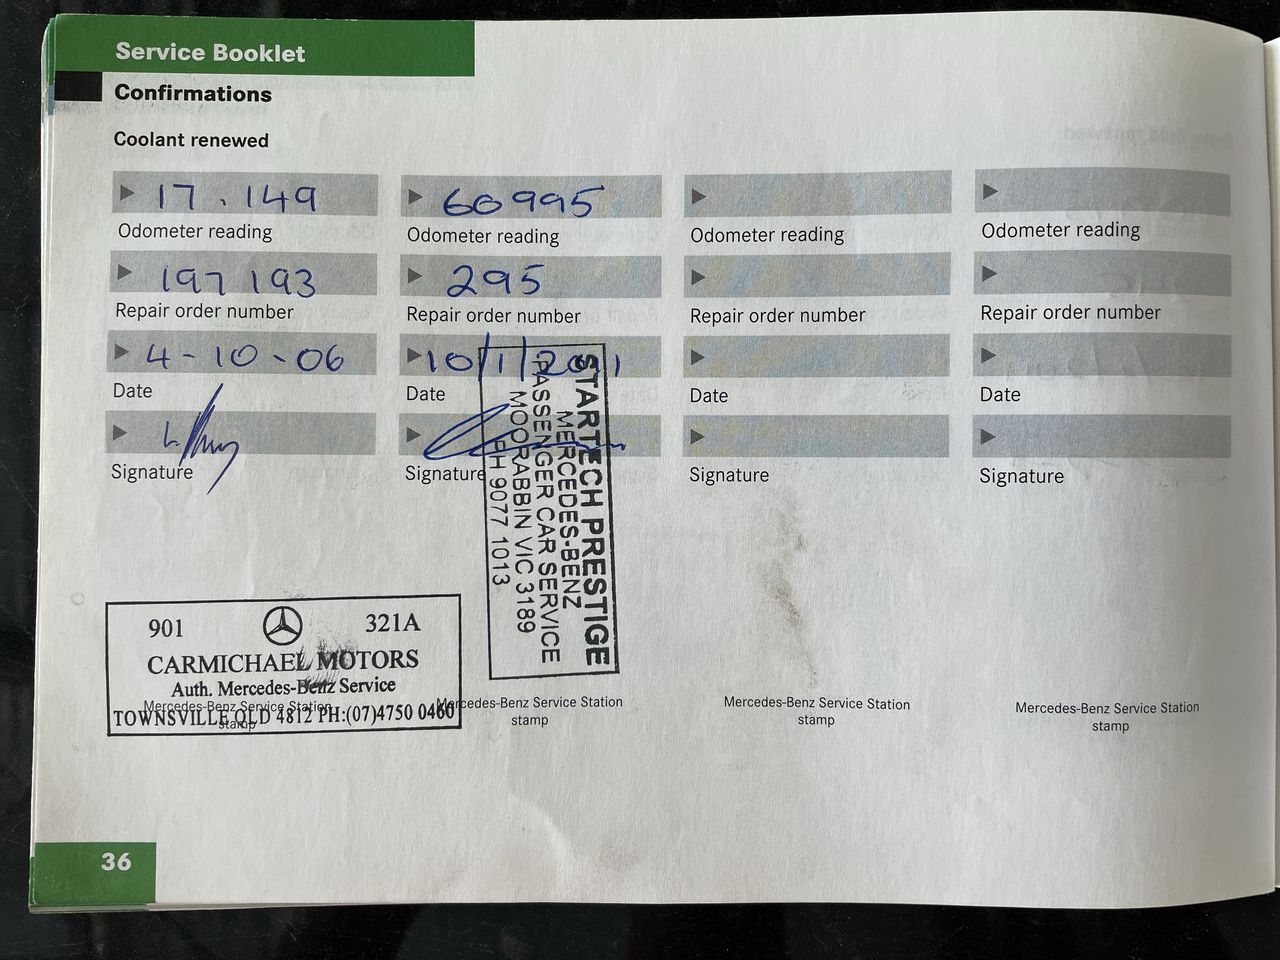 Service Booklet
Confirmations
Coolant renewed
17.149
Odometer reading
197 193
Repair order number
4-10-06
Date
Signature
901 321A
CARMICHAEL MOTORS
Auth. Mercedes-Benz Service
TOWNSVILLE QLD 4812 PH:(07)4750 0460
Mercedes-Benz Service Station
stamp
60995
Odometer reading
295
Repair order number
10/1/2011
Date
Signature
STARTECH PRESTIGE
MERCEDES-BENZ
PASSENGER CAR SERVICE
MOORABBIN VIC 3189
PH 9077 1013
Mercedes-Benz Service Station
stamp
Odometer reading
Repair order number
Date
Signature
Mercedes-Benz Service Station
stamp
Odometer reading
Repair order number
Date
Signature
Mercedes-Benz Service Station
stamp
36